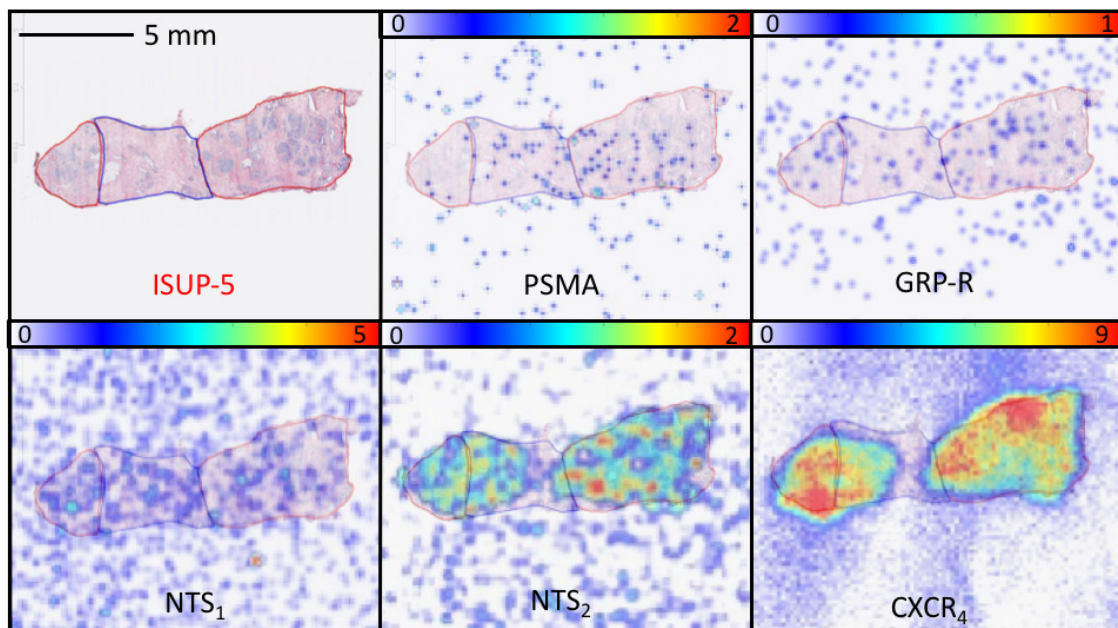 5 mm
0 2
0 1
ISUP-5
PSMA
GRP-R
0 5
0 2
0 9
NTS₁
NTS₂
CXCR₄